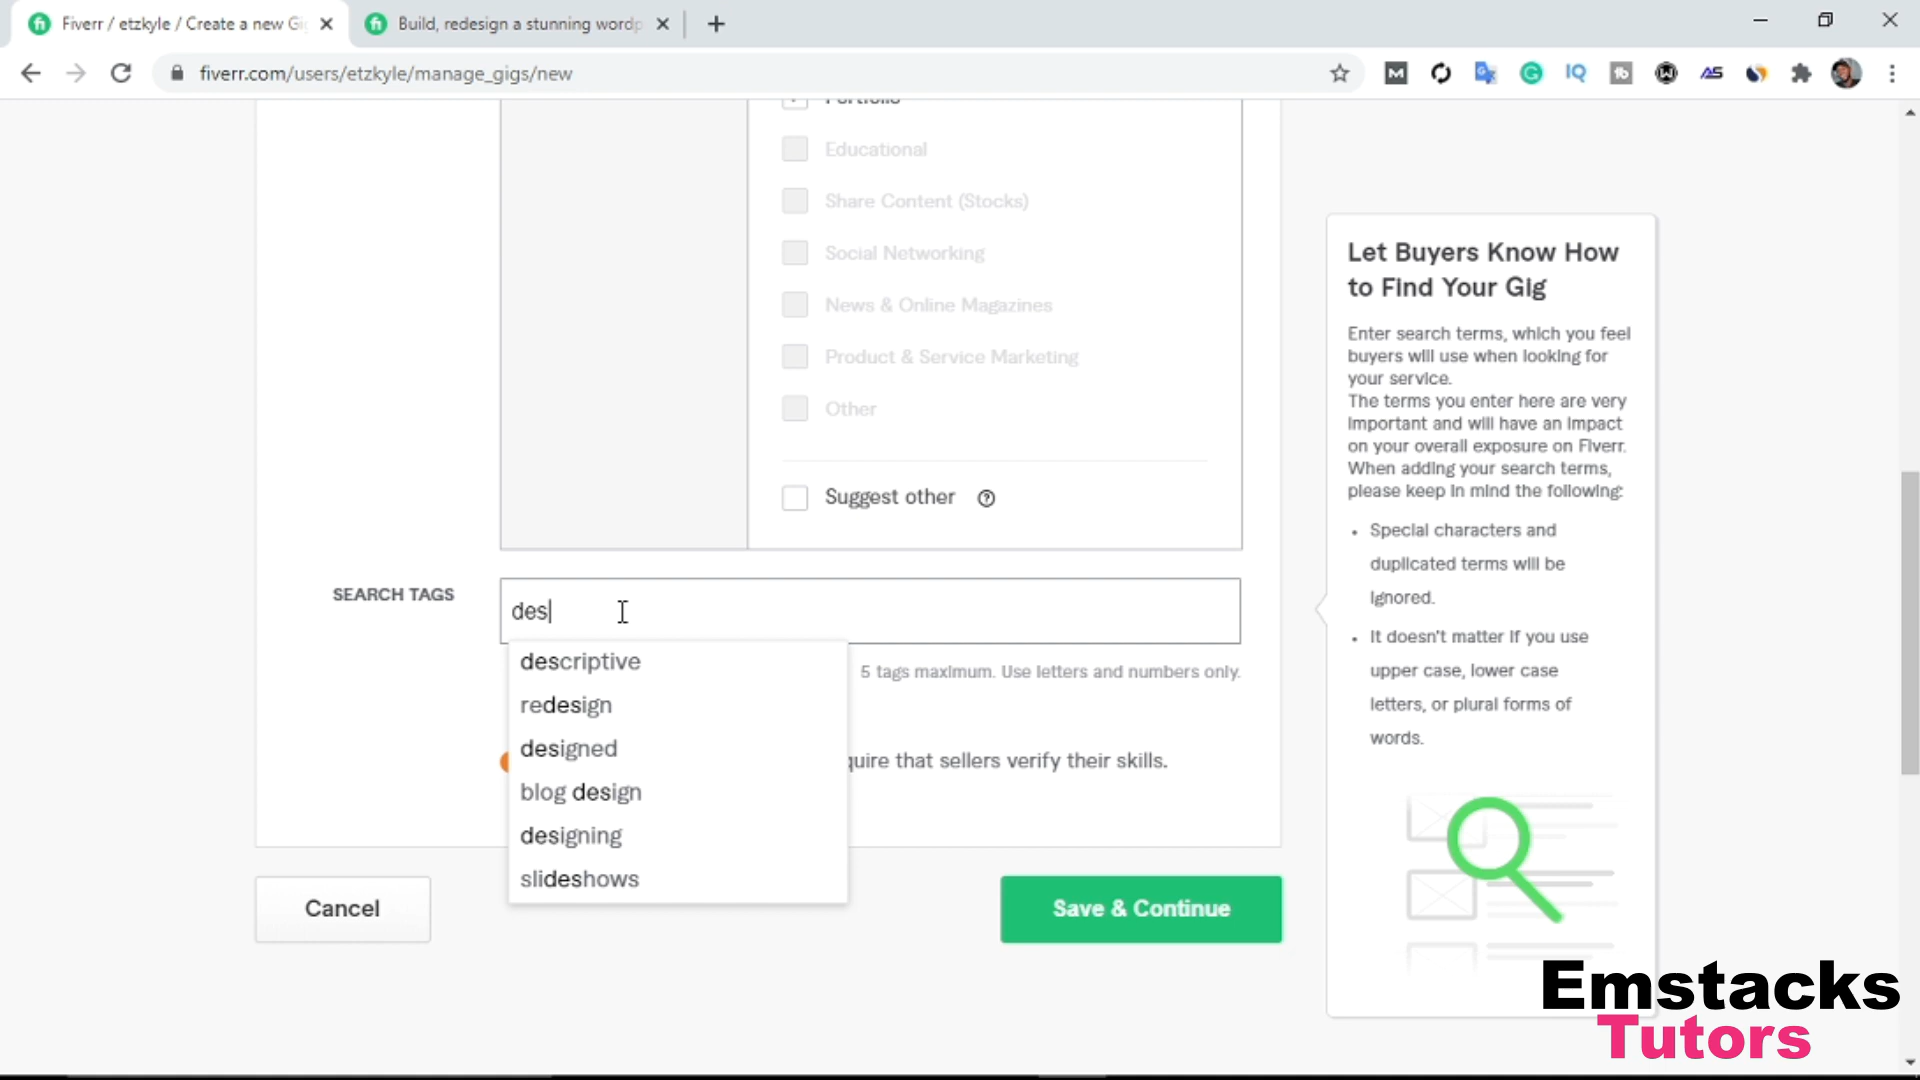 Fiverr / etzkyle / Create a new Gi
Build, redesign a stunning wordp
fiverr.com/users/etzkyle/manage_gigs/new
Portfolio
Educational
Share Content (Stocks)
Social Networking
News & Online Magazines
Product & Service Marketing
Other
Suggest other
SEARCH TAGS
des
descriptive
redesign
designed
blog design
designing
slideshows
5 tags maximum. Use letters and numbers only.
quire that sellers verify their skills.
Cancel
Save & Continue
Let Buyers Know How
to Find Your Gig
Enter search terms, which you feel
buyers will use when looking for
your service.
The terms you enter here are very
important and will have an impact
on your overall exposure on Fiverr.
When adding your search terms,
please keep in mind the following:
• Special characters and
duplicated terms will be
ignored.
• It doesn't matter if you use
upper case, lower case
letters, or plural forms of
words.
Emstacks
Tutors